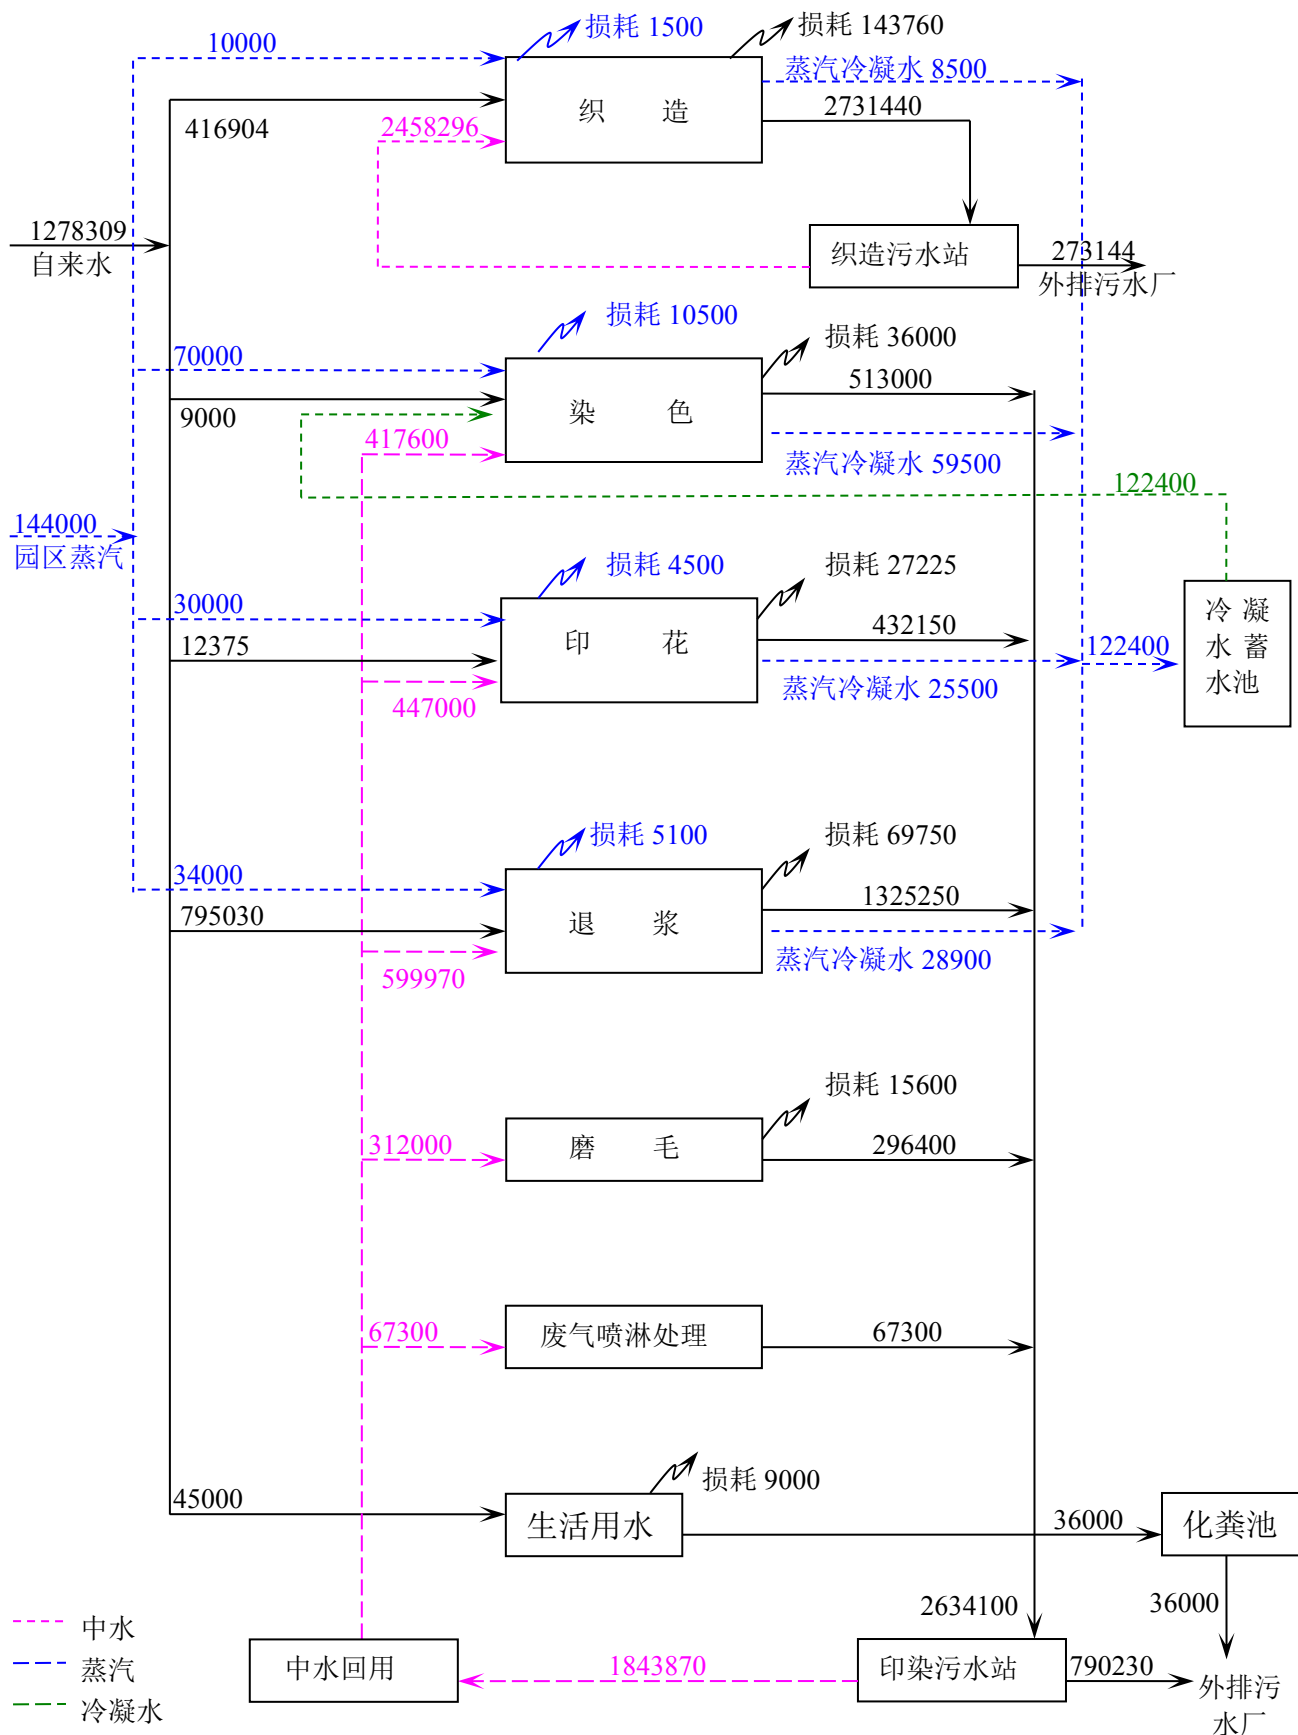 损耗 1500
损耗 143760
10000
蒸汽冷凝水 8500
416904
织 造
2731440
2458296
1278309
自来水
织造污水站
273144
外排污水厂
损耗 10500
损耗 36000
70000
513000
9000
染 色
417600
蒸汽冷凝水 59500
122400
144000
园区蒸汽
损耗 4500
损耗 27225
30000
432150
12375
印 花
122400
冷 凝
水 蓄
水池
447000
蒸汽冷凝水 25500
损耗 5100
损耗 69750
34000
1325250
795030
退 浆
599970
蒸汽冷凝水 28900
损耗 15600
312000
磨 毛
296400
67300
废气喷淋处理
67300
损耗 9000
45000
生活用水
36000
化粪池
2634100
36000
中水
蒸汽
冷凝水
中水回用
1843870
印染污水站
790230
外排污
水厂